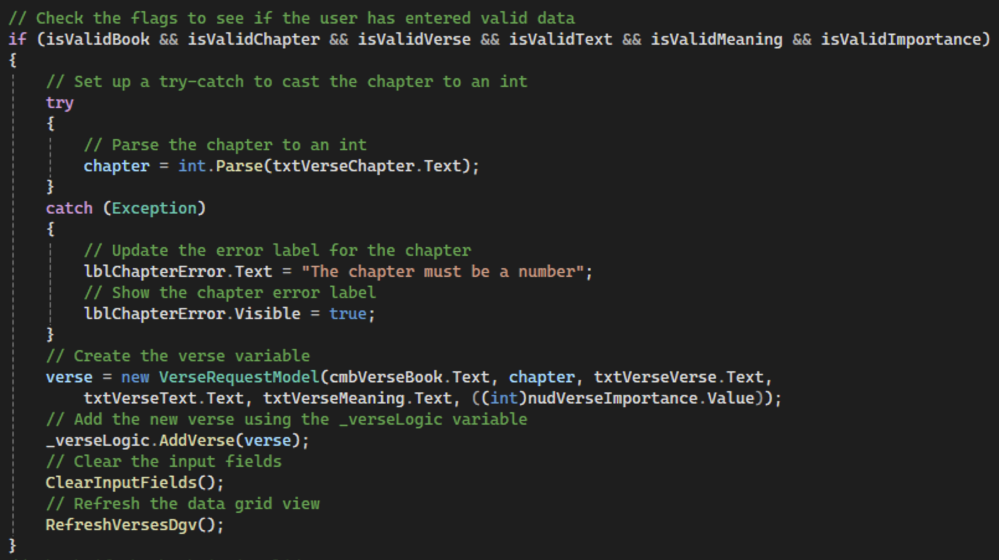 // Check the flags to see if the user has entered valid data
if (isValidBook && isValidChapter && isValidVerse && isValidText && isValidMeaning && isValidImportance)
{
    // Set up a try-catch to cast the chapter to an int
    try
    {
        // Parse the chapter to an int
        chapter = int.Parse(txtVerseChapter.Text);
    }
    catch (Exception)
    {
        // Update the error label for the chapter
        lblChapterError.Text = "The chapter must be a number";
        // Show the chapter error label
        lblChapterError.Visible = true;
    }
    // Create the verse variable
    verse = new VerseRequestModel(cmbVerseBook.Text, chapter, txtVerseVerse.Text,
        txtVerseText.Text, txtVerseMeaning.Text, ((int)nudVerseImportance.Value));
    // Add the new verse using the _verseLogic variable
    _verseLogic.AddVerse(verse);
    // Clear the input fields
    ClearInputFields();
    // Refresh the data grid view
    RefreshVersesDgv();
}